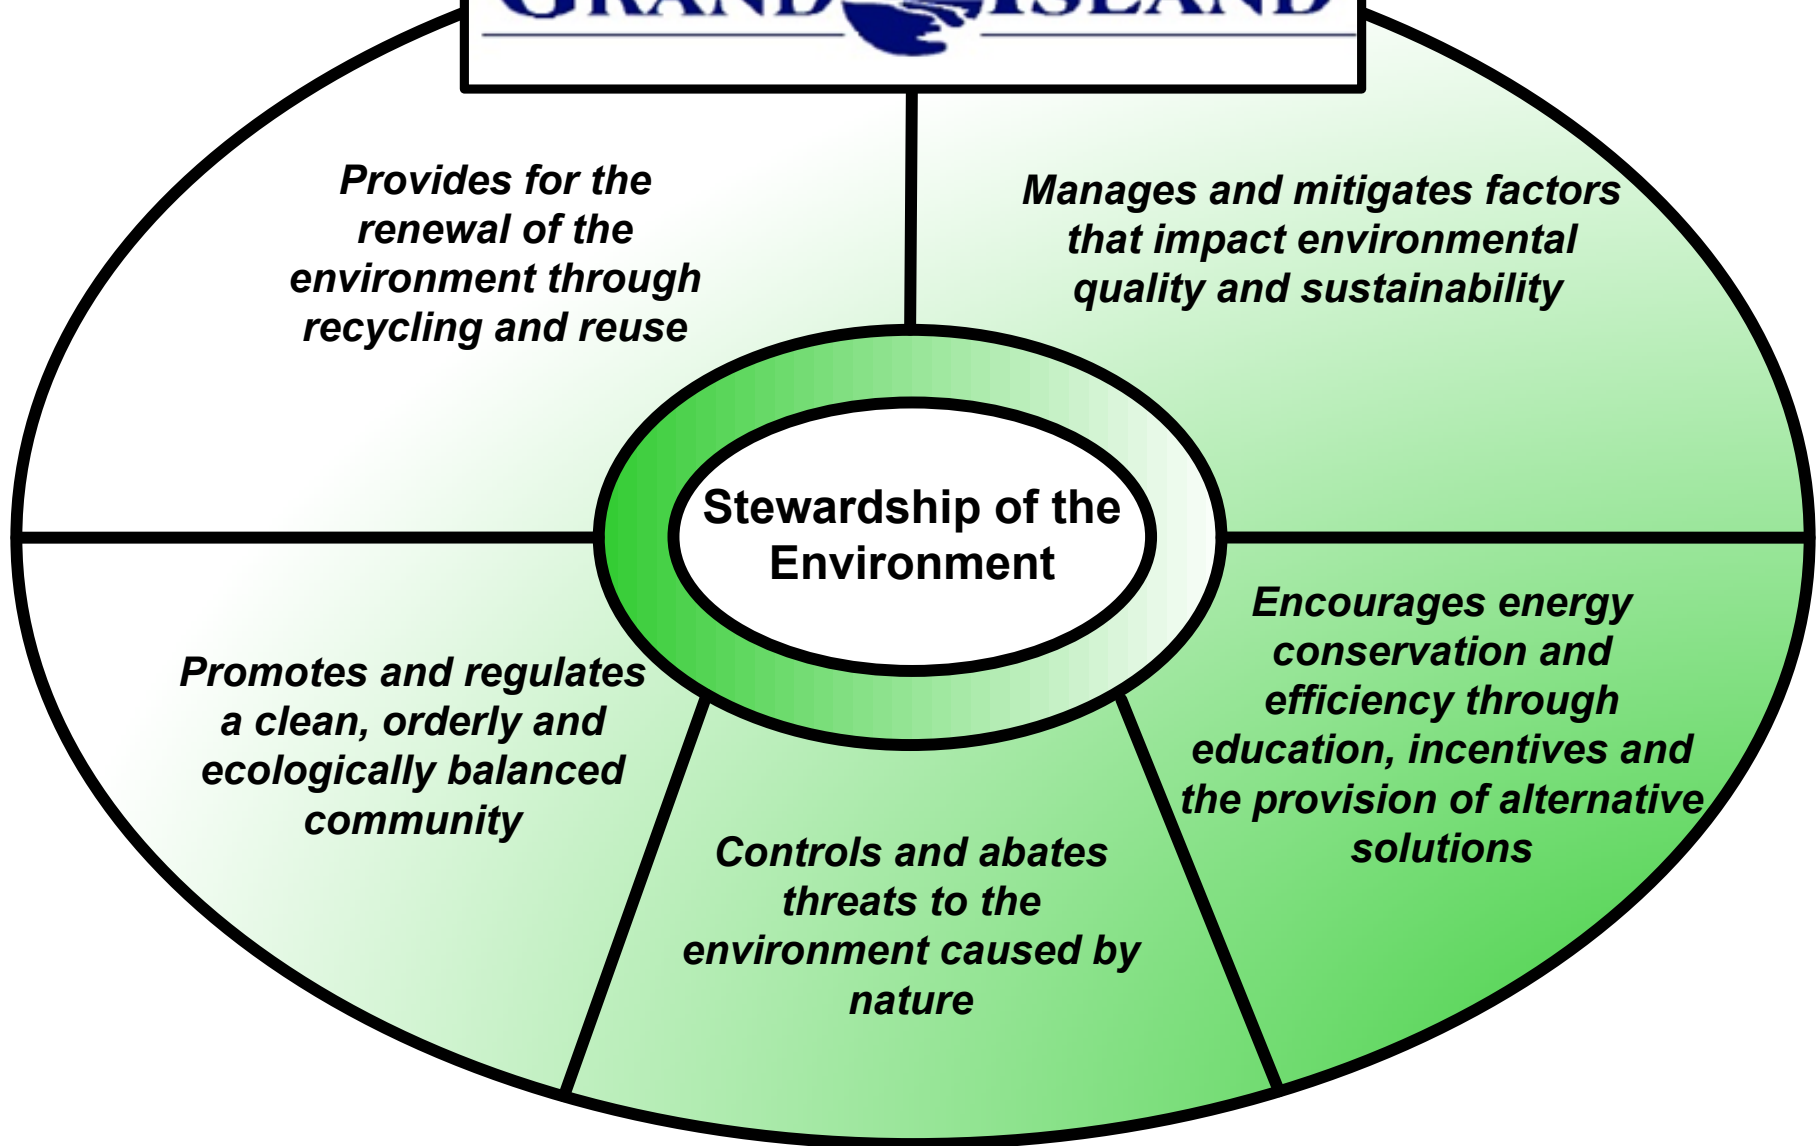 GRAND ISLAND
Provides for the
renewal of the
environment through
recycling and reuse
Manages and mitigates factors
that impact environmental
quality and sustainability
Stewardship of the
Environment
Encourages energy
conservation and
efficiency through
education, incentives and
the provision of alternative
solutions
Promotes and regulates
a clean, orderly and
ecologically balanced
community
Controls and abates
threats to the
environment caused by
nature